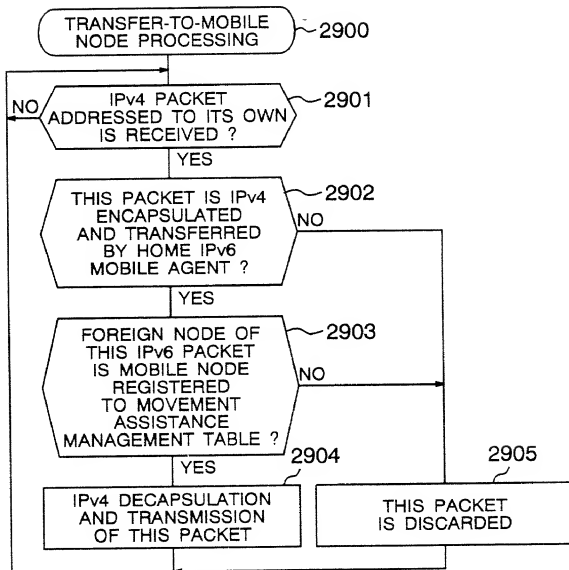 TRANSFER-TO-MOBILE
NODE PROCESSING
2900
NO
IPv4 PACKET
ADDRESSED TO ITS OWN
IS RECEIVED ?
2901
YES
THIS PACKET IS IPv4
ENCAPSULATED
AND TRANSFERRED
BY HOME IPv6
MOBILE AGENT ?
2902
NO
YES
FOREIGN NODE OF
THIS IPv6 PACKET
IS MOBILE NODE
REGISTERED
TO MOVEMENT
ASSISTANCE
MANAGEMENT TABLE ?
2903
NO
YES
2904
IPv4 DECAPSULATION
AND TRANSMISSION
OF THIS PACKET
2905
THIS PACKET
IS DISCARDED